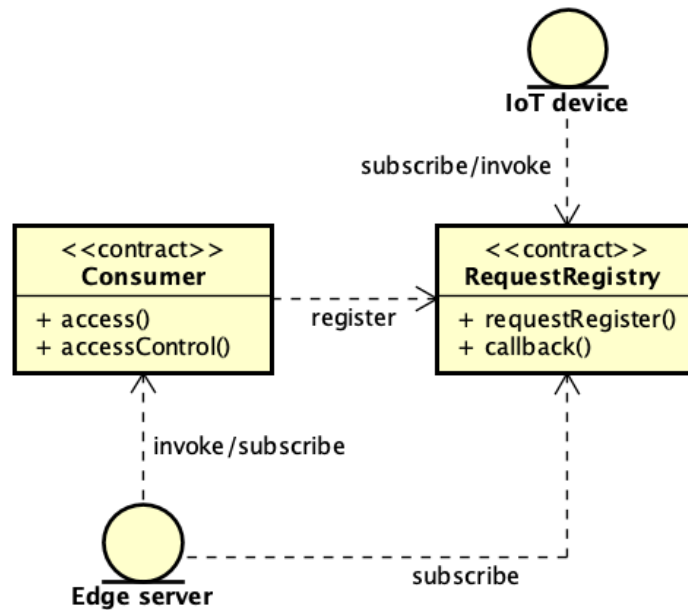 IoT device
subscribe/invoke
<<contract>>
Consumer
+ access()
+ accessControl()
register
<<contract>>
RequestRegistry
+ requestRegister()
+ callback()
invoke/subscribe
Edge server
subscribe